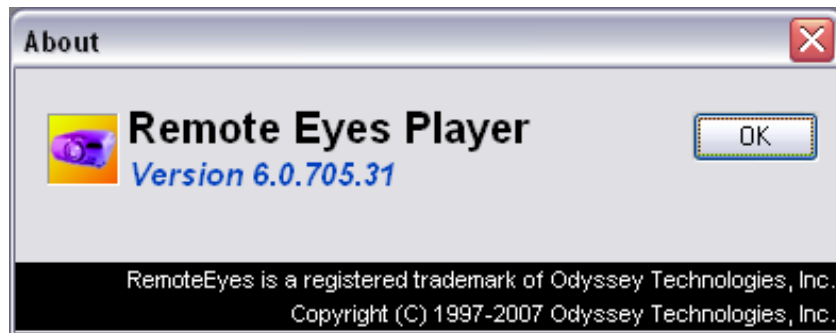 About
Remote Eyes Player
OK
Version 6.0.705.31
RemoteEyes is a registered trademark of Odyssey Technologies, Inc.
Copyright (C) 1997-2007 Odyssey Technologies, Inc.